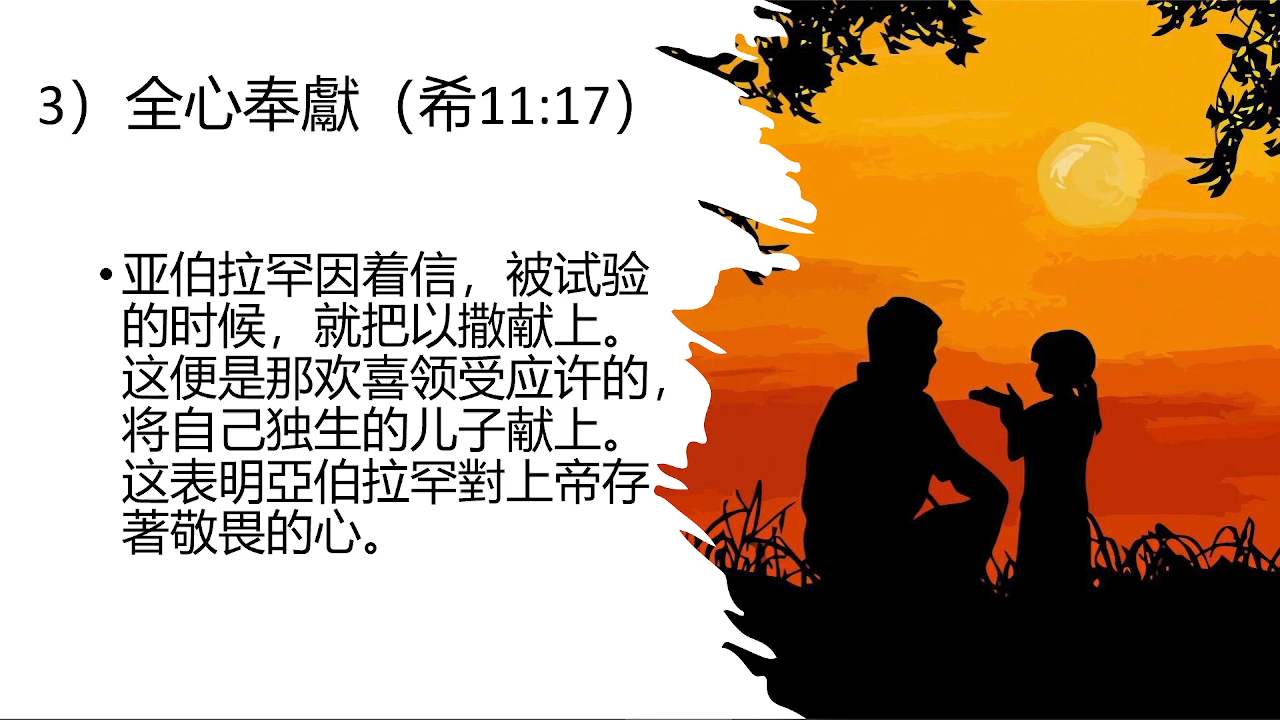 3）全心奉獻（希11:17）
•亚伯拉罕因着信，被试验
的时候，就把以撒献上。
这便是那欢喜领受应许的，
将自己独生的儿子献上。
这表明亞伯拉罕對上帝存
著敬畏的心。